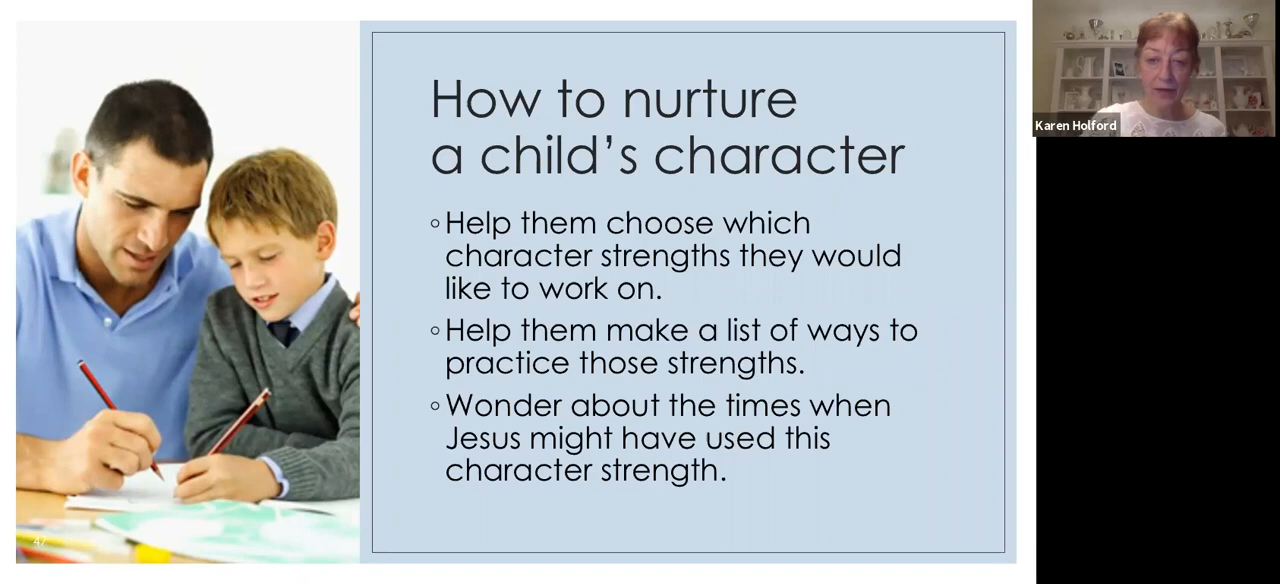 How to nurture
a child’s character
◦Help them choose which
character strengths they would
like to work on.
◦Help them make a list of ways to
practice those strengths.
◦Wonder about the times when
Jesus might have used this
character strength.
Karen Holford